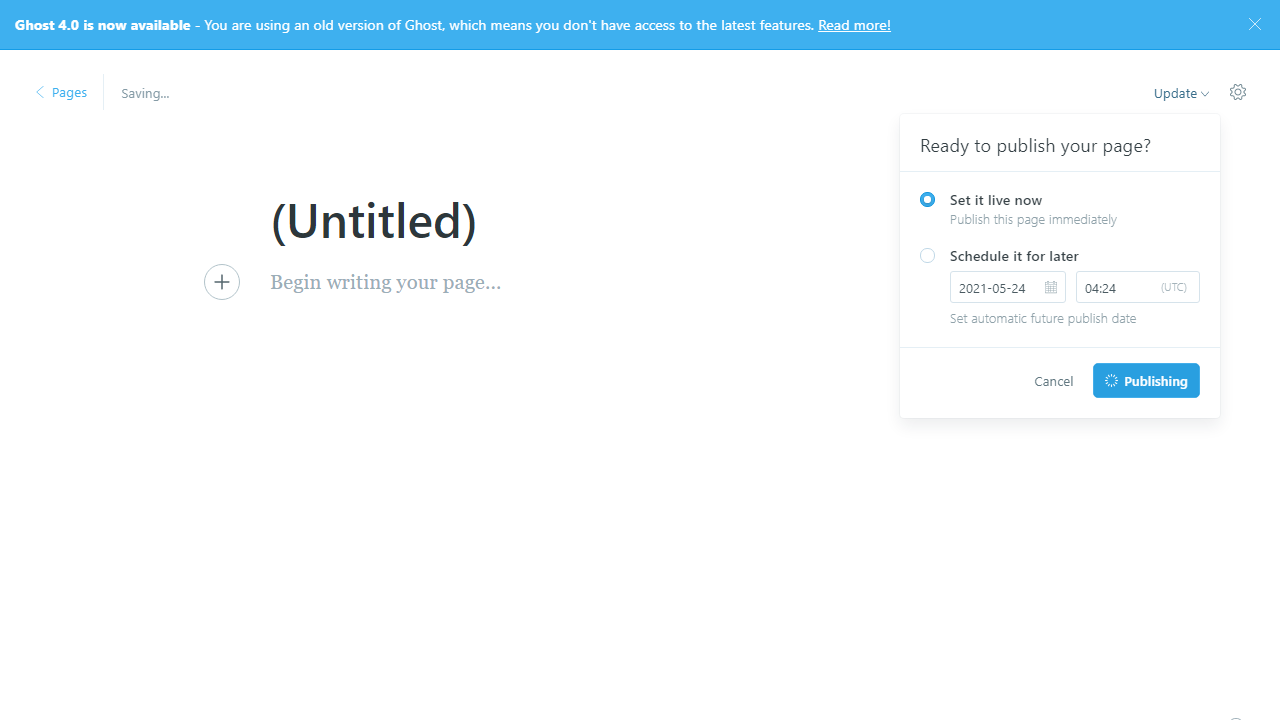 Ghost 4.0 is now available - You are using an old version of Ghost, which means you don't have access to the latest features. Read more!
Pages
Saving...
Update
Ready to publish your page?
(Untitled)
Begin writing your page...
Set it live now
Publish this page immediately
Schedule it for later
2021-05-24
04:24
(UTC)
Set automatic future publish date
Cancel
Publishing